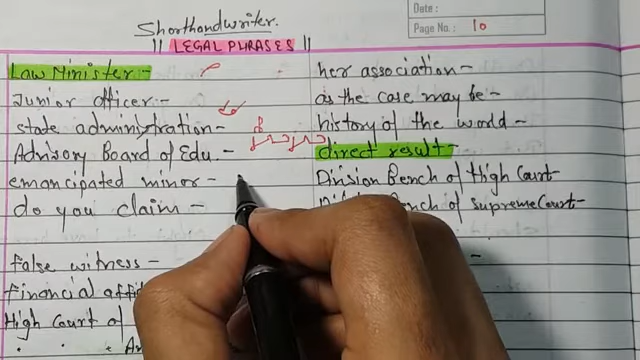 Date :
Page No. : 10
Shorthandwriter.
|| LEGAL PHRASES ||
Law Minister -
Junior officer -
state administration -
Advisory Board of Edu. -
emancipated minor -
do you claim -
false witness -
financial
High Court of
her association -
as the case may be -
history of the world -
direct result -
Division Bench of High Court
Bench of Supreme Court -